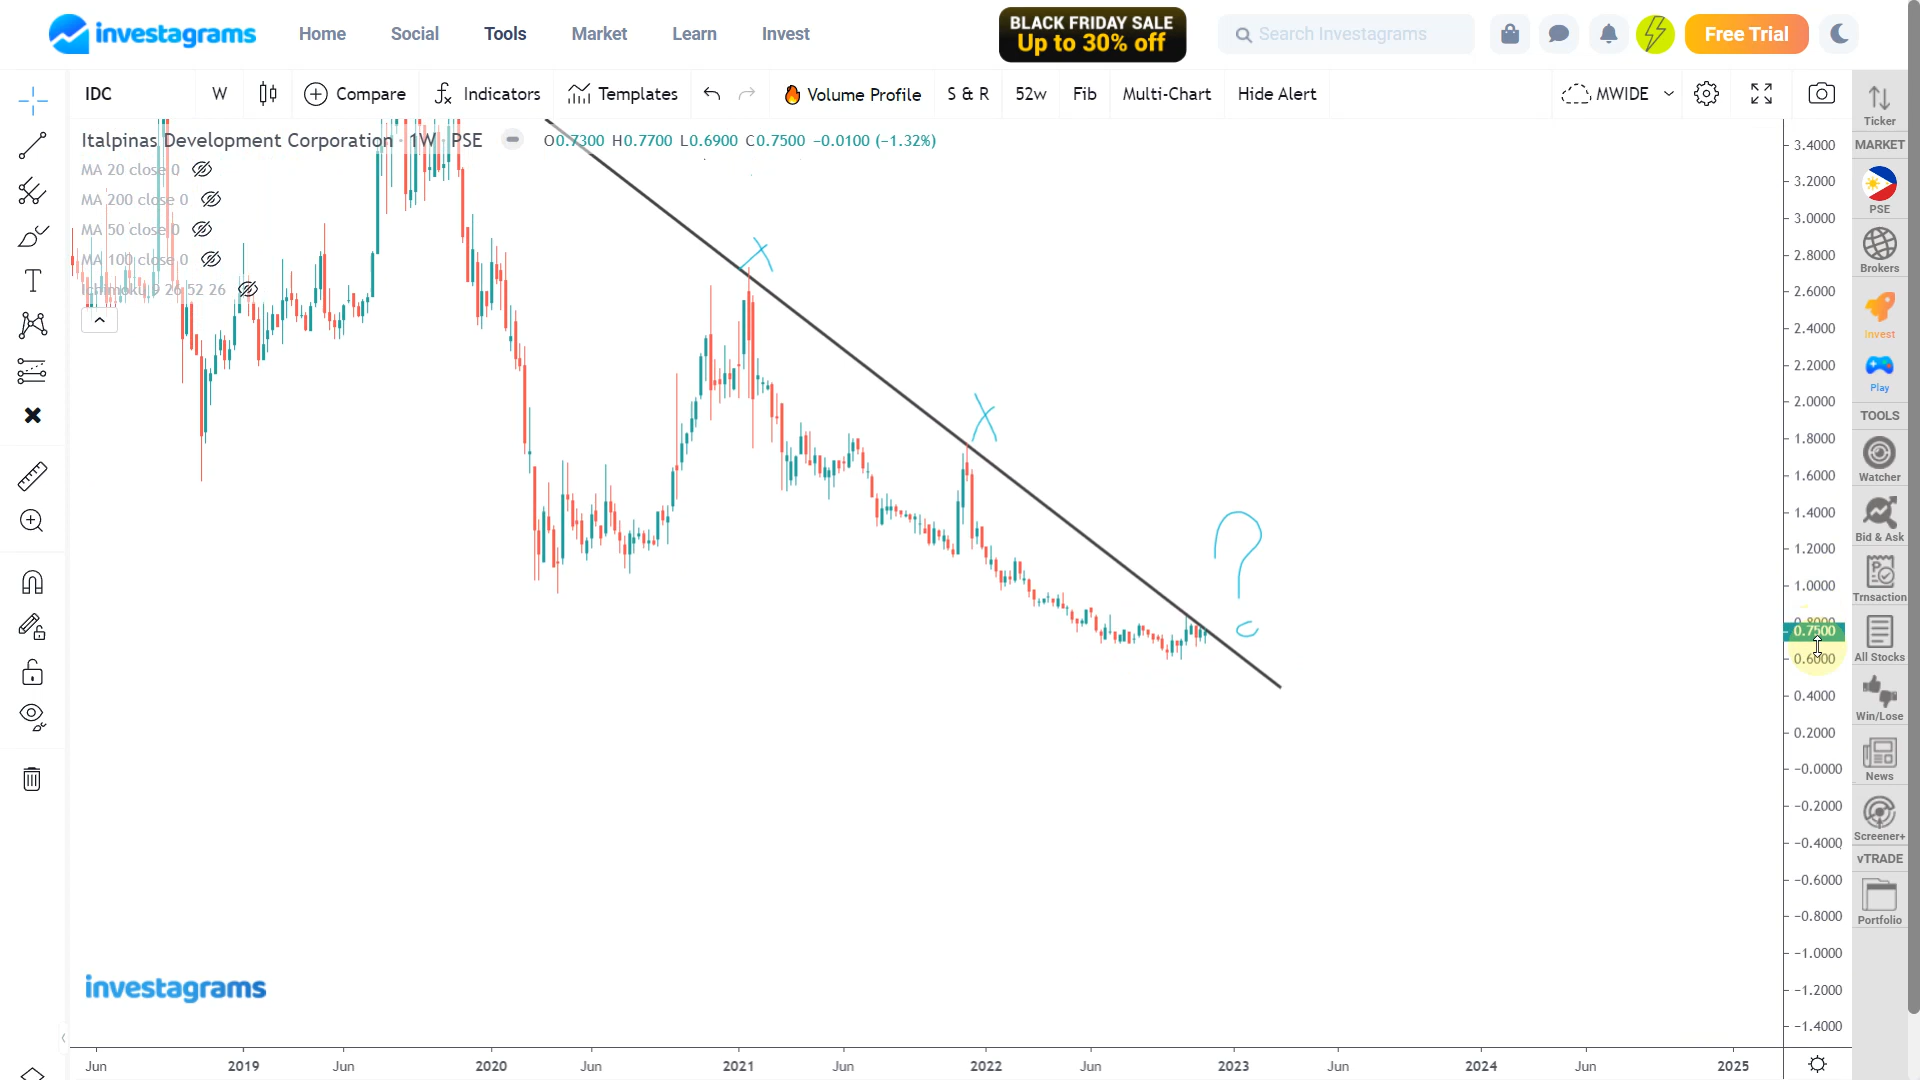 investagrams
Home
Social
Tools
Market
Learn
Invest
BLACK FRIDAY SALE
Up to 30% off
Search Investagrams
Free Trial
IDC
W
Compare
Indicators
Templates
Volume Profile
S & R
52w
Fib
Multi-Chart
Hide Alert
MWIDE
Italpinas Development Corporation · 1W · PSE
O0.7300 H0.7700 L0.6900 C0.7500 −0.0100 (−1.32%)
MA 20 close 0
MA 200 close 0
MA 50 close 0
MA 100 close 0
Ichimoku 9 26 52 26
X
X
?
3.4000
3.2000
3.0000
2.8000
2.6000
2.4000
2.2000
2.0000
1.8000
1.6000
1.4000
1.2000
1.0000
0.8000
0.7500
0.6000
0.4000
0.2000
−0.0000
−0.2000
−0.4000
−0.6000
−0.8000
−1.0000
−1.2000
−1.4000
Ticker
MARKET
PSE
Brokers
Invest
Play
TOOLS
Watcher
Bid & Ask
Trnsaction
All Stocks
Win/Lose
News
Screener+
vTRADE
Portfolio
investagrams
Jun
2019
Jun
2020
Jun
2021
Jun
2022
Jun
2023
Jun
2024
Jun
2025